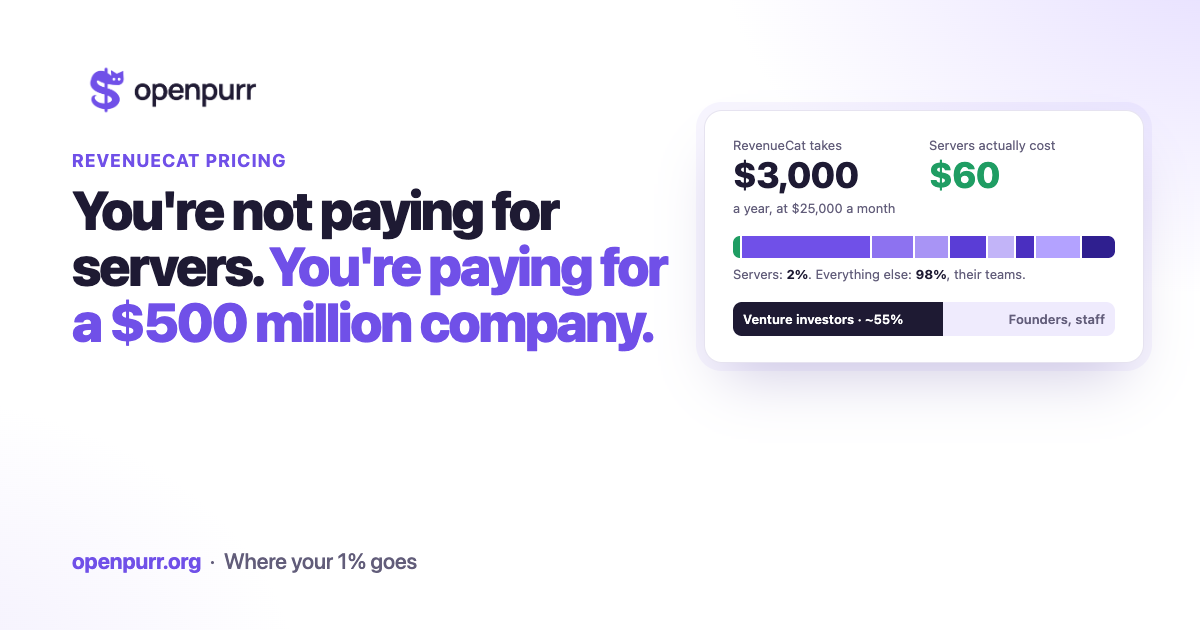 openpurr
REVENUECAT PRICING
You're not paying for
servers. You're paying for
a $500 million company.
RevenueCat takes
$3,000
a year, at $25,000 a month
Servers actually cost
$60
Servers: 2%. Everything else: 98%, their teams.
Venture investors · ~55%
Founders, staff
openpurr.org · Where your 1% goes